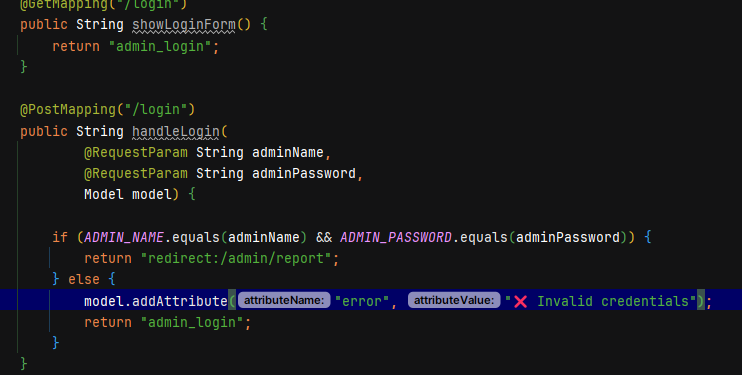 @GetMapping("/login")
public String showLoginForm() {
    return "admin_login";
}
@PostMapping("/login")
public String handleLogin(
        @RequestParam String adminName,
        @RequestParam String adminPassword,
        Model model) {
    if (ADMIN_NAME.equals(adminName) && ADMIN_PASSWORD.equals(adminPassword)) {
        return "redirect:/admin/report";
    } else {
        model.addAttribute( attributeName: "error", attributeValue: "❌ Invalid credentials");
        return "admin_login";
    }
}